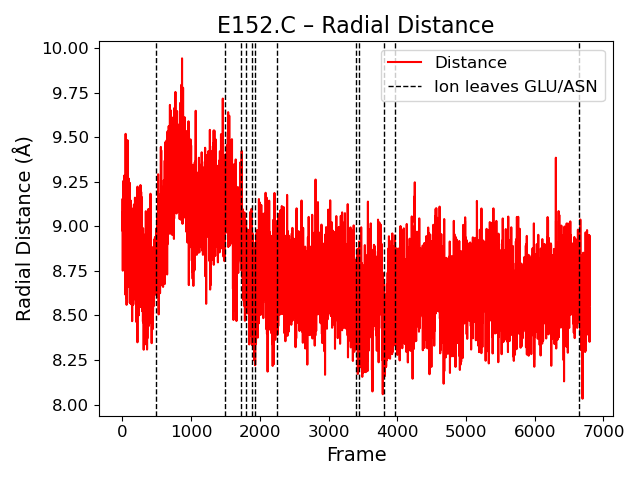 E152.C – Radial Distance
Distance
Ion leaves GLU/ASN
Radial Distance (Å)
10.00
9.75
9.50
9.25
9.00
8.75
8.50
8.25
8.00
0 1000 2000 3000 4000 5000 6000 7000
Frame